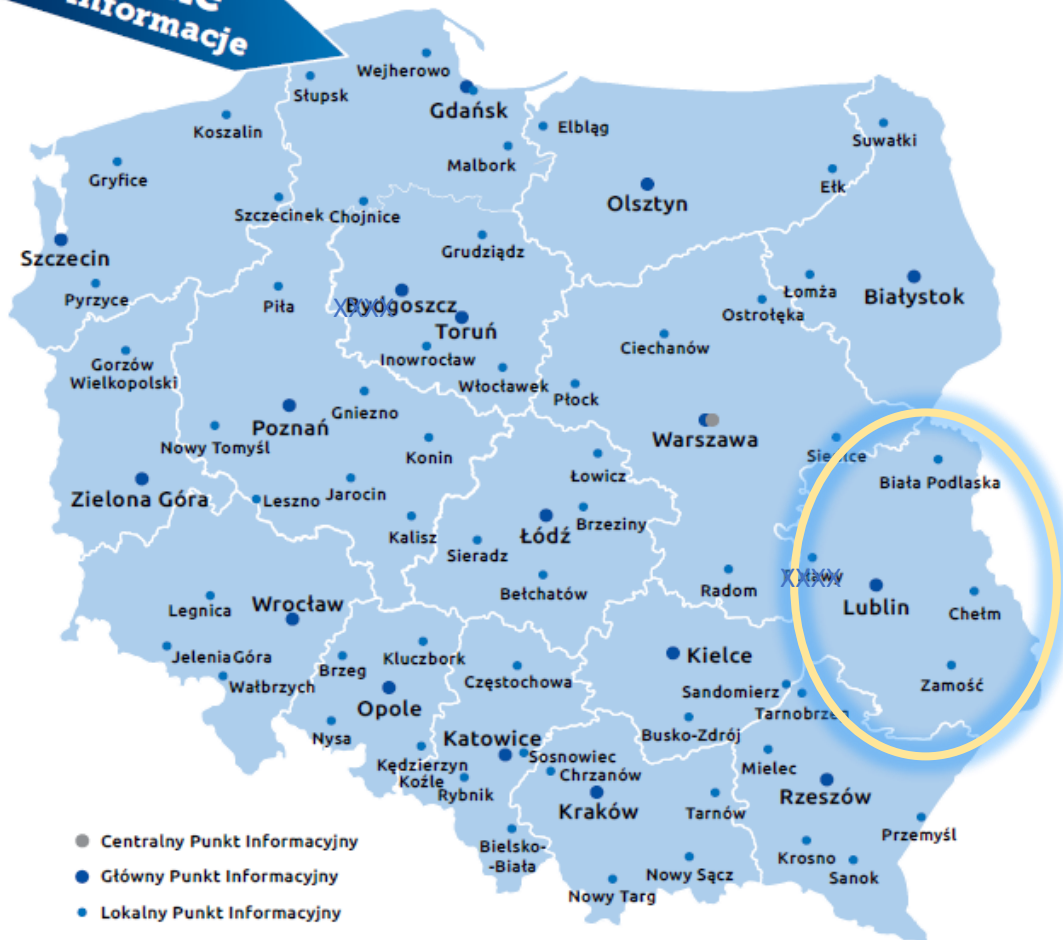 informacje
Wejherowo
Słupsk
Gdańsk
Koszalin
Elbląg
Suwałki
Malbork
Gryfice
Ełk
Olsztyn
Szczecinek
Chojnice
Grudziądz
Szczecin
Łomża
Białystok
Pyrzyce
Piła
XXXX
Bydgoszcz
Ostrołęka
Toruń
Ciechanów
Inowrocław
Gorzów
Wielkopolski
Włocławek
Płock
Gniezno
Poznań
Warszawa
Nowy Tomyśl
Konin
Siedlce
Łowicz
Biała Podlaska
Zielona Góra
Leszno
Jarocin
Brzeziny
Kalisz
Łódź
Sieradz
XXXX
Bełchatów
Radom
Lublin
Legnica
Wrocław
Chełm
Jelenia Góra
Brzeg
Kluczbork
Kielce
Wałbrzych
Częstochowa
Zamość
Sandomierz
Opole
Tarnobrzeg
Nysa
Katowice
Busko-Zdrój
Sosnowiec
Kędzierzyn
Koźle
Chrzanów
Mielec
Rybnik
Rzeszów
Kraków
Tarnów
Przemyśl
Bielsko-
-Biała
Krosno
Nowy Sącz
Sanok
Nowy Targ
Centralny Punkt Informacyjny
Główny Punkt Informacyjny
Lokalny Punkt Informacyjny